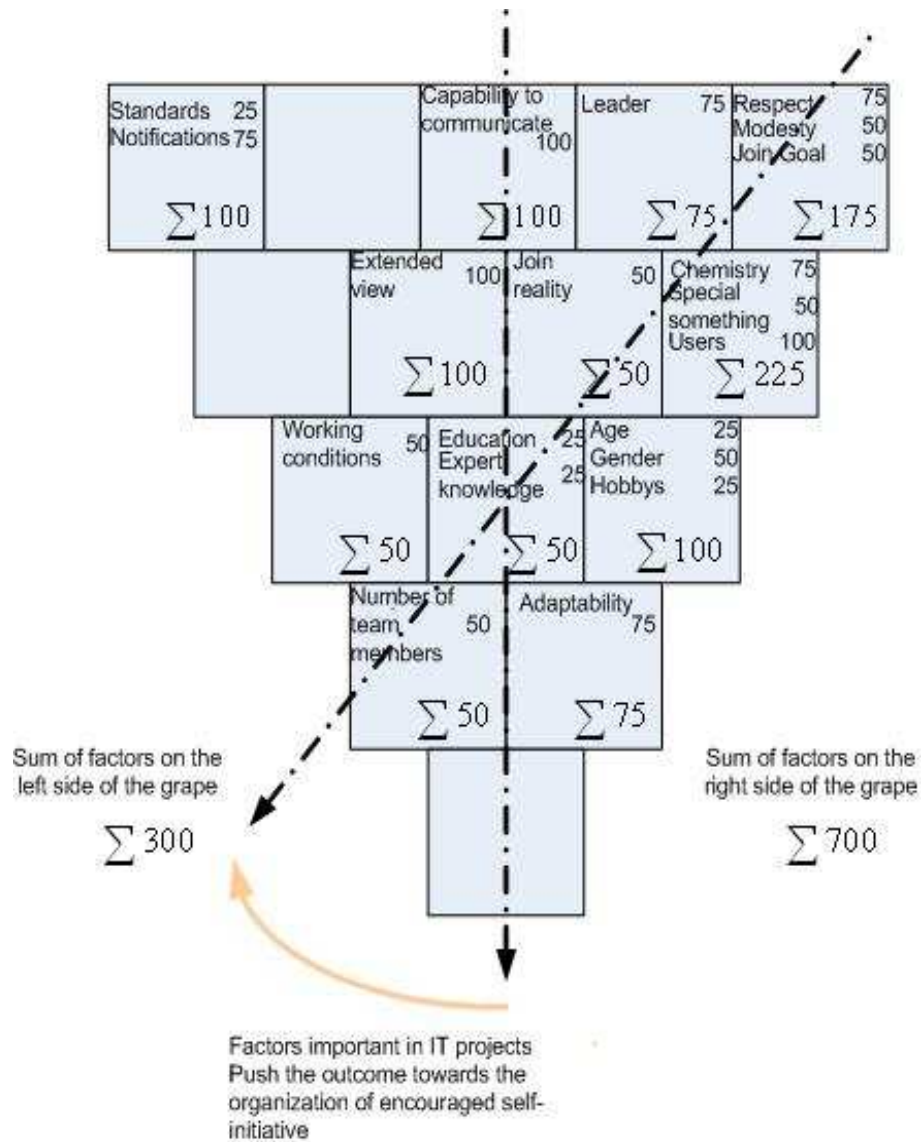 Standards 25
Notifications 75
∑ 100
Capability to
communicate
100
∑ 100
Leader 75
∑ 75
Respect 75
Modesty 50
Join Goal 50
∑ 175
Extended
view 100
∑ 100
Join
reality 50
∑ 50
Chemistry 75
Special
something 50
Users 100
∑ 225
Working
conditions 50
∑ 50
Education 25
Expert
knowledge 25
∑ 50
Age 25
Gender 50
Hobbys 25
∑ 100
Number of
team 50
members
∑ 50
Adaptability
75
∑ 75
Sum of factors on the
left side of the grape
∑ 300
Sum of factors on the
right side of the grape
∑ 700
Factors important in IT projects
Push the outcome towards the
organization of encouraged self-
initiative